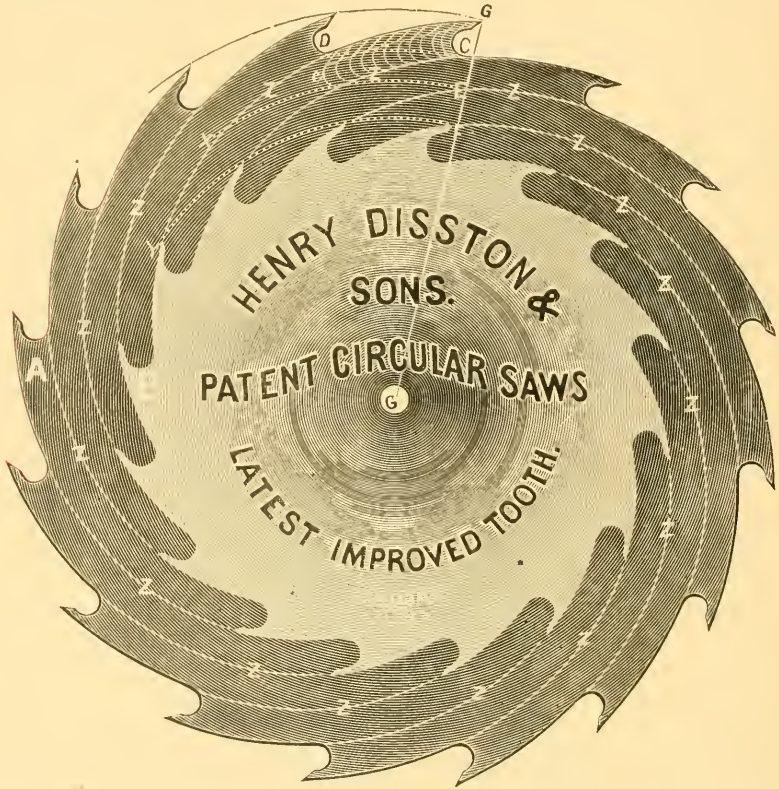 G
D
C
Z
E
F
Z
X
Z
Y
Z
Z
Z
A
Z
Z
Z
Z
Z
Z
Z
Z
Z
Z
HENRY DISSTON &
SONS.
PATENT CIRCULAR SAWS
G
LATEST IMPROVED TOOTH.